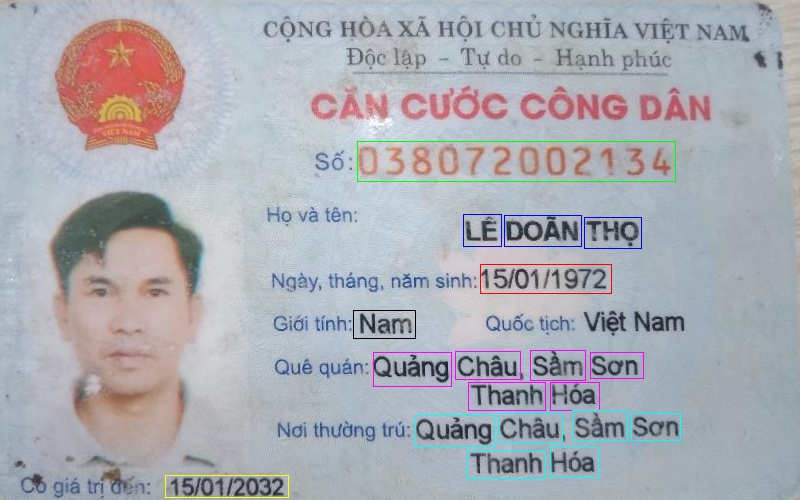 CỘNG HÒA XÃ HỘI CHỦ NGHĨA VIỆT NAM
Độc lập - Tự do - Hạnh phúc
CĂN CƯỚC CÔNG DÂN
Số: 038072002134
Họ và tên:
LÊ DOÃN THỌ
Ngày, tháng, năm sinh: 15/01/1972
Giới tính: Nam Quốc tịch: Việt Nam
Quê quán: Quảng Châu, Sầm Sơn
Thanh Hóa
Nơi thường trú: Quảng Châu, Sầm Sơn
Thanh Hóa
Có giá trị đến: 15/01/2032
VIỆT NAM